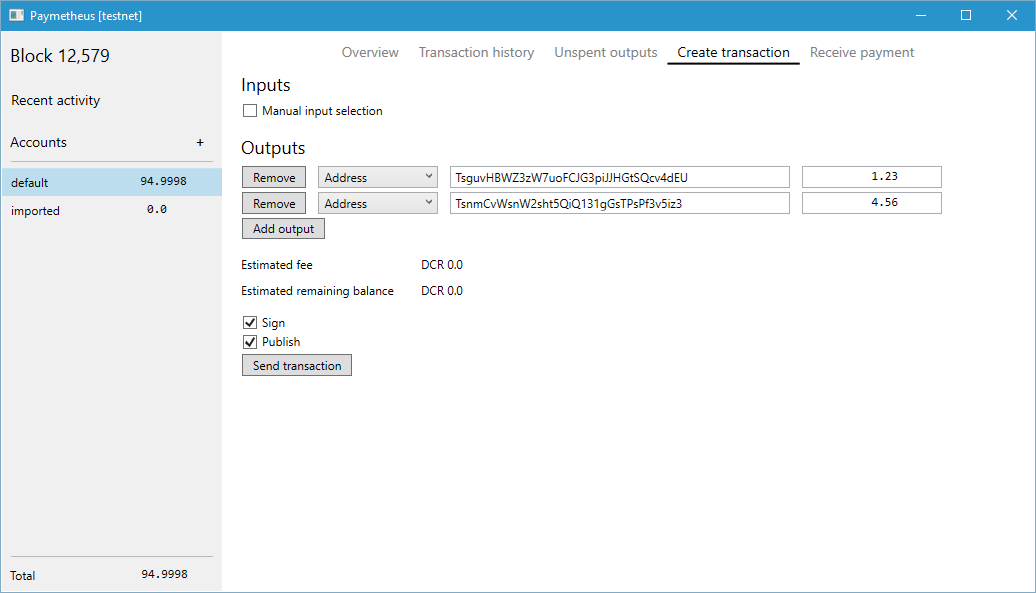 Paymetheus [testnet]
Block 12,579
Recent activity
Accounts +
default 94.9998
imported 0.0
Total 94.9998
Overview Transaction history Unspent outputs Create transaction Receive payment
Inputs
Manual input selection
Outputs
Remove Address TsguvHBWZ3zW7uoFCJG3piJJHGtSQcv4dEU 1.23
Remove Address TsnmCvWsnW2sht5QiQ131gGsTPsPf3v5iz3 4.56
Add output
Estimated fee DCR 0.0
Estimated remaining balance DCR 0.0
Sign
Publish
Send transaction